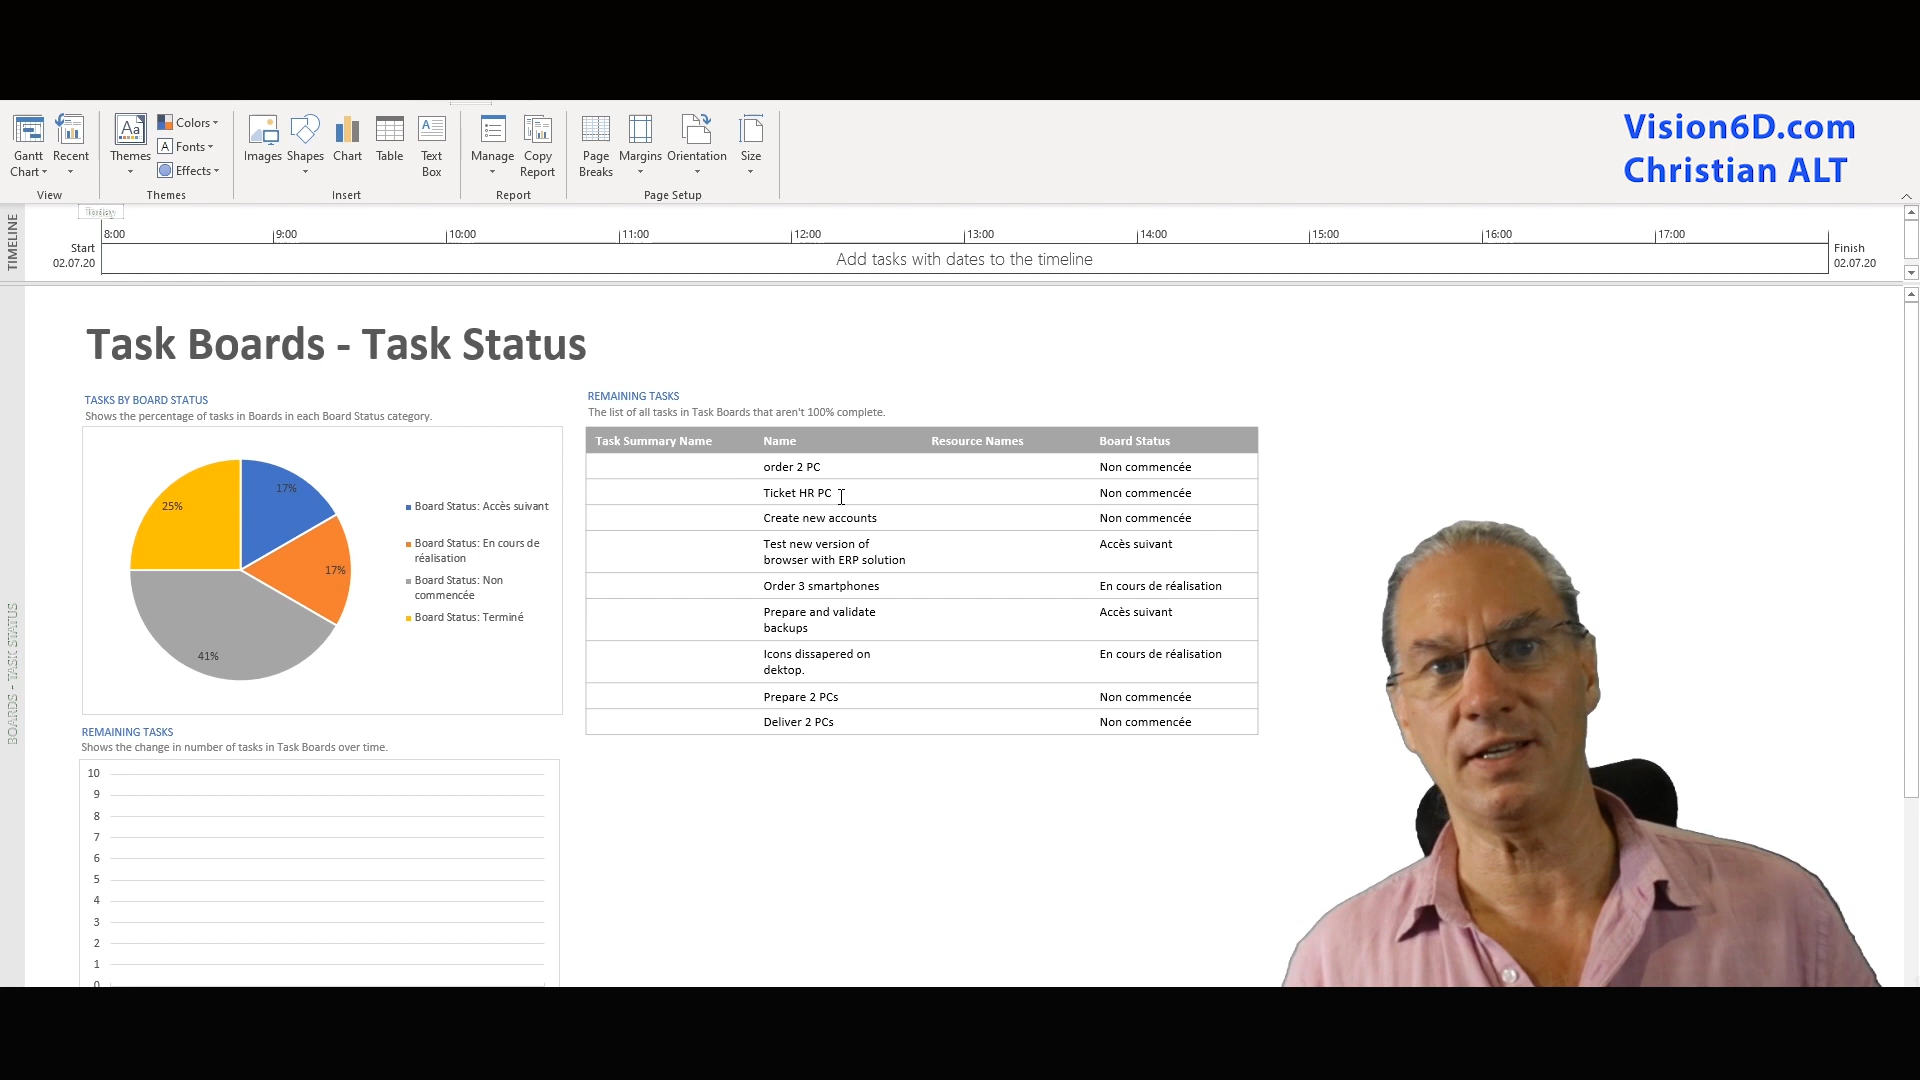 Vision6D.com
Christian ALT
Colors
Fonts
Effects
Gantt
Chart
Recent
Themes
Images
Shapes
Chart
Table
Text
Box
Manage
Copy
Report
Page
Breaks
Margins
Orientation
Size
View
Themes
Insert
Report
Page Setup
TIMELINE
Today
8:00
9:00
10:00
11:00
12:00
13:00
14:00
15:00
16:00
17:00
Start
02.07.20
Add tasks with dates to the timeline
Finish
02.07.20
BOARDS - TASK STATUS
Task Boards - Task Status
TASKS BY BOARD STATUS
Shows the percentage of tasks in Boards in each Board Status category.
17%
25%
17%
41%
Board Status: Accès suivant
Board Status: En cours de
réalisation
Board Status: Non
commencée
Board Status: Terminé
REMAINING TASKS
Shows the change in number of tasks in Task Boards over time.
10
9
8
7
6
5
4
3
2
1
0
REMAINING TASKS
The list of all tasks in Task Boards that aren't 100% complete.
Task Summary Name Name Resource Names Board Status
order 2 PC Non commencée
Ticket HR PC Non commencée
Create new accounts Non commencée
Test new version of Accès suivant
browser with ERP solution
Order 3 smartphones En cours de réalisation
Prepare and validate Accès suivant
backups
Icons dissapered on En cours de réalisation
dektop.
Prepare 2 PCs Non commencée
Deliver 2 PCs Non commencée